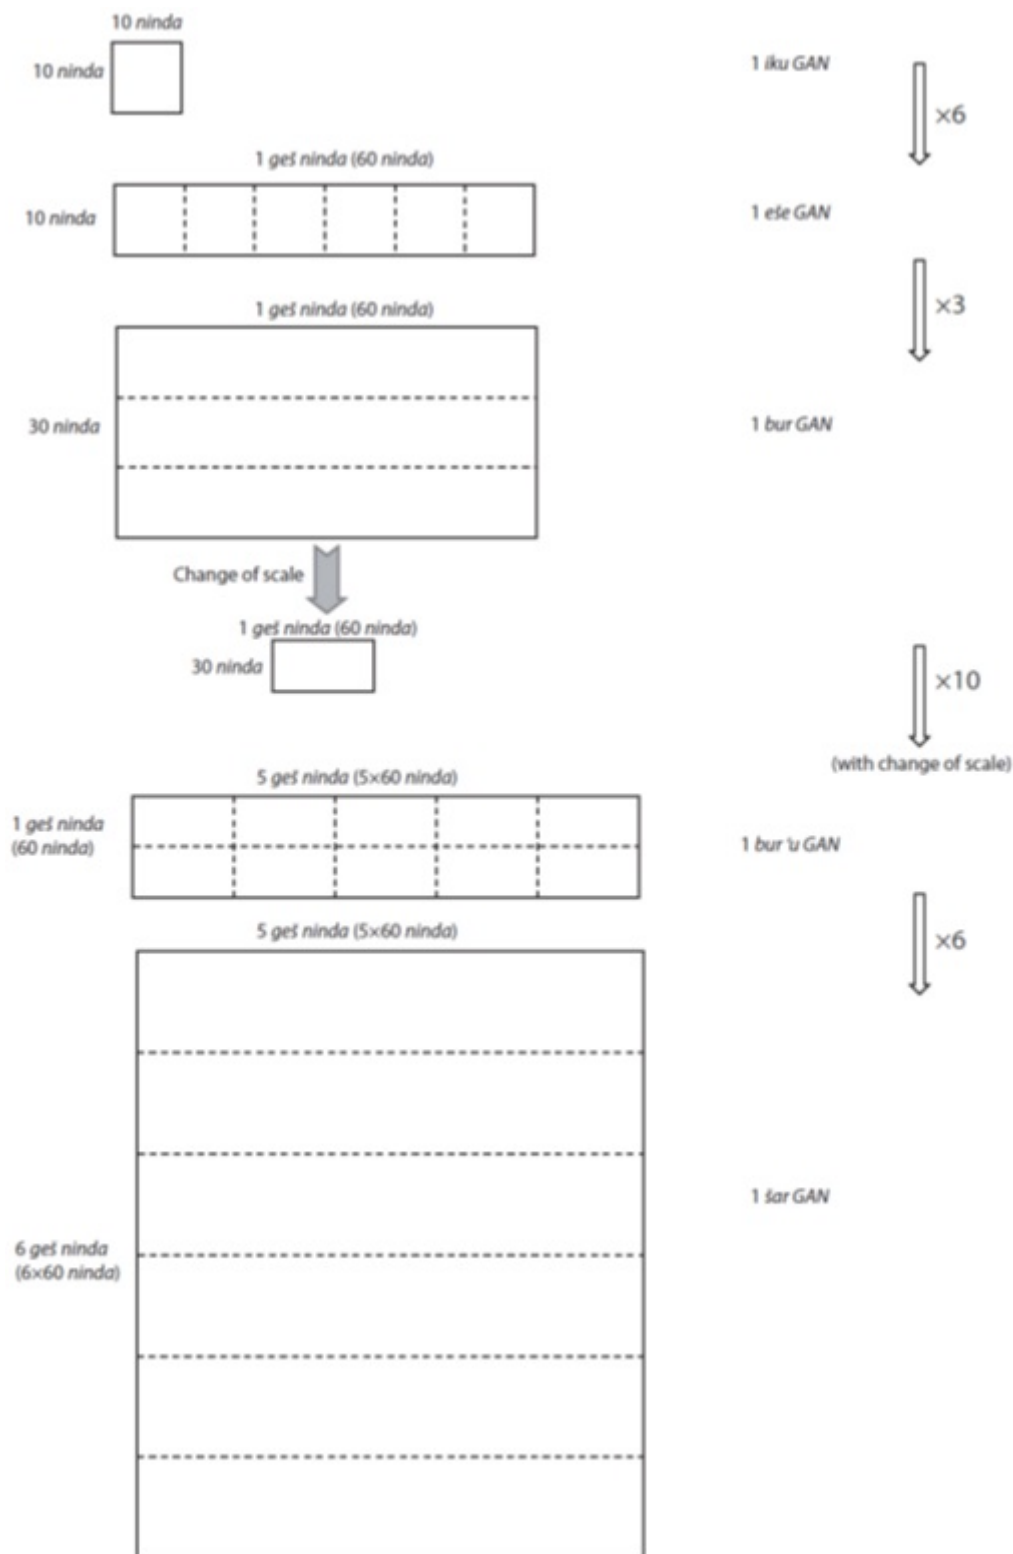 10 ninda
10 ninda
1 iku GAN
×6
1 geš ninda (60 ninda)
10 ninda
1 eše GAN
×3
1 geš ninda (60 ninda)
30 ninda
1 bur GAN
Change of scale
1 geš ninda (60 ninda)
30 ninda
×10
(with change of scale)
5 geš ninda (5×60 ninda)
1 geš ninda
(60 ninda)
1 bur 'u GAN
×6
5 geš ninda (5×60 ninda)
1 šar GAN
6 geš ninda
(6×60 ninda)